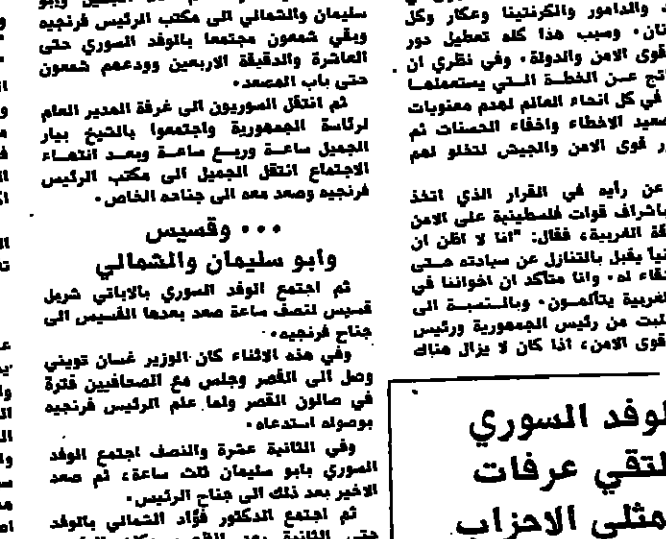 سليمان والشمالي الى مكتب الرئيس فرنجيه
وبقي شمعون مجتمعا بالوفد السوري حتى
العاشرة والدقيقة الاربعين وودعهم شمعون
حتى باب المصعد.
ثم انتقل السوريون الى غرفة المدير العام
لرئاسة الجمهورية واجتمعوا بالشيخ بيار
الجميل ساعة وربع ساعة وبعد انتهاء
الاجتماع انتقل الجميل الى مكتب الرئيس
فرنجيه وصعد معه الى جناحه الخاص.
... وقسيس
وابو سليمان والشمالي
ثم اجتمع الوفد السوري بالاباتي شربل
قسيس لنصف ساعة صعد بعدها القسيس الى
جناح فرنجيه.
وفي هذه الاثناء كان الوزير غسان تويني
وصل الى القصر وجلس مع الصحافيين فترة
في صالون القصر ولما علم الرئيس فرنجيه
بوصوله استدعاه.
وفي الثانية عشرة والنصف اجتمع الوفد
السوري بابو سليمان ثلث ساعة، ثم صعد
الاخير بعد ذلك الى جناح الرئيس.
ثم اجتمع الدكتور فؤاد الشمالي بالوفد
والدامور والكرنتينا وعكار وكل
وسبب هذا كله تعطيل دور
قوى الامن والدولة. وفي نظري ان
عن الخطة التي يستعملها
في كل انحاء العالم لهدم معنويات
الاخطاء واخفاء الحسنات ثم
قوى الامن والجيش لتخلو لهم
عن رايه في القرار الذي اتخذ
باشراف قوات فلسطينية على الامن
الغربية، فقال: "انا لا اظن ان
يقبل بالتنازل عن سيادته حتى
له. وانا متأكد ان اخواننا في
الغربية يتألمون. وبالنسبة الى
من رئيس الجمهورية ورئيس
قوى الامن، اذا كان لا يزال هناك
الوفد السوري
يلتقي عرفات
الاحزاب